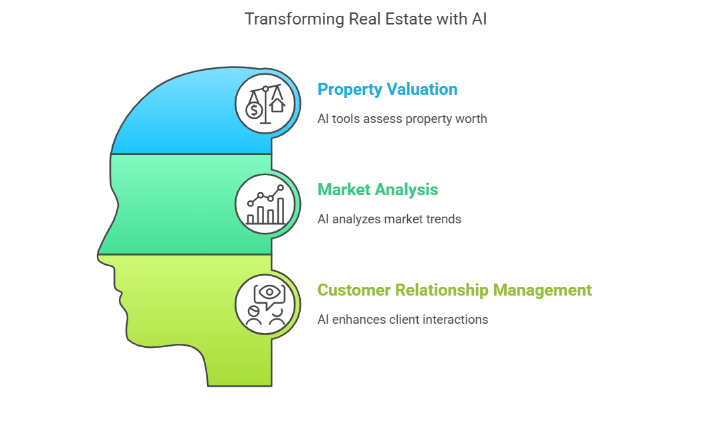 Transforming Real Estate with AI
Property Valuation
AI tools assess property worth
Market Analysis
AI analyzes market trends
Customer Relationship Management
AI enhances client interactions